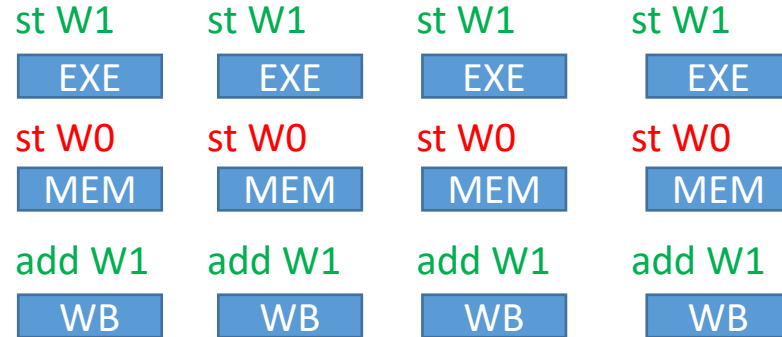 st W1 st W1 st W1 st W1
EXE EXE EXE EXE
st W0 st W0 st W0 st W0
MEM MEM MEM MEM
add W1 add W1 add W1 add W1
WB WB WB WB